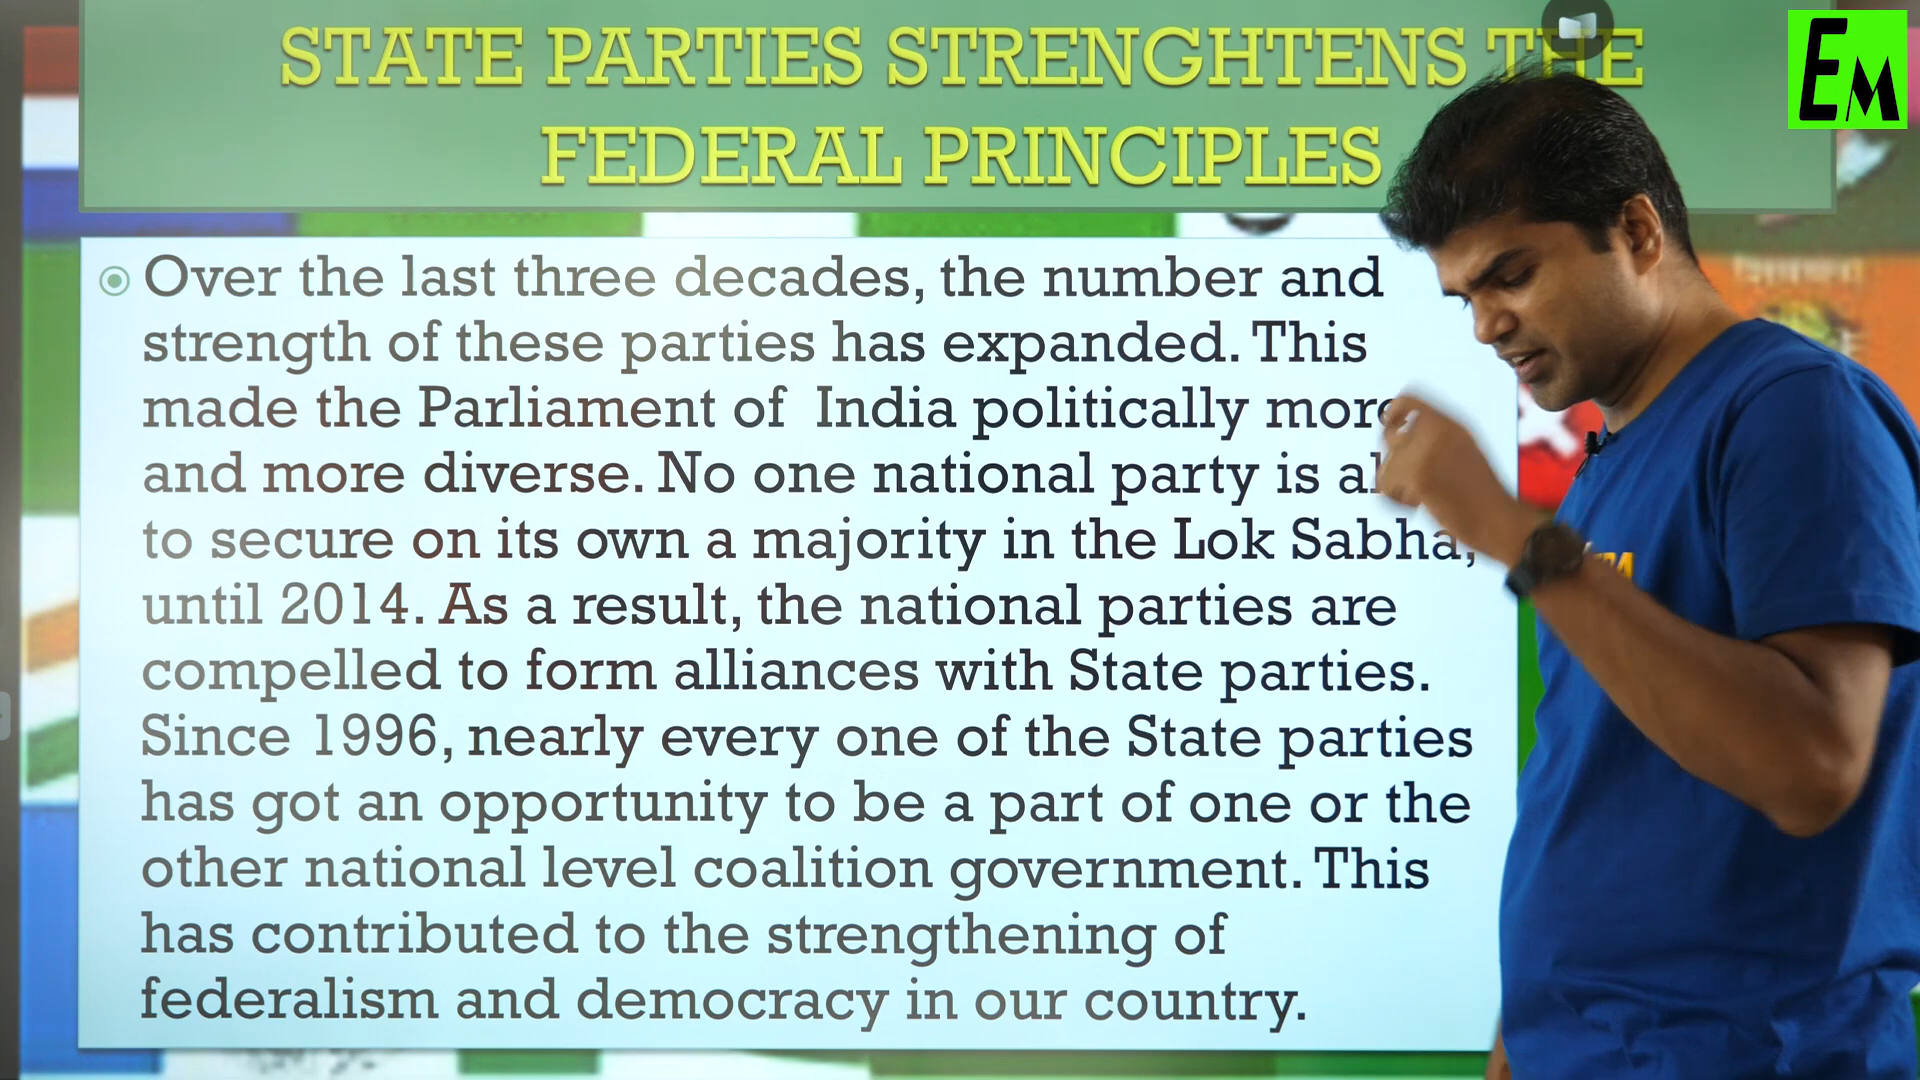 STATE PARTIES STRENGHTENS THE
FEDERAL PRINCIPLES
EM
Over the last three decades, the number and
strength of these parties has expanded. This
made the Parliament of India politically more
and more diverse. No one national party is
to secure on its own a majority in the Lok Sabha,
until 2014. As a result, the national parties are
compelled to form alliances with State parties.
Since 1996, nearly every one of the State parties
has got an opportunity to be a part of one or the
other national level coalition government. This
has contributed to the strengthening of
federalism and democracy in our country.